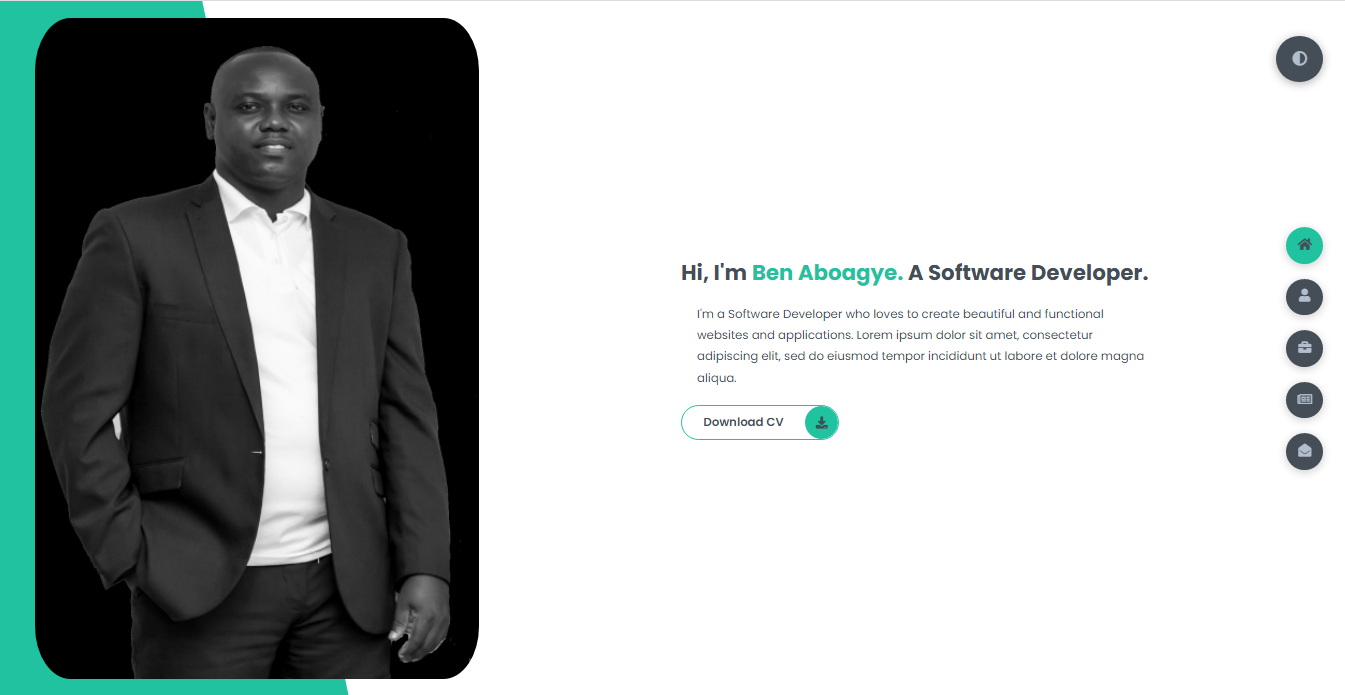 Hi, I'm Ben Aboagye. A Software Developer.
I'm a Software Developer who loves to create beautiful and functional
websites and applications. Lorem ipsum dolor sit amet, consectetur
adipiscing elit, sed do eiusmod tempor incididunt ut labore et dolore magna
aliqua.
Download CV